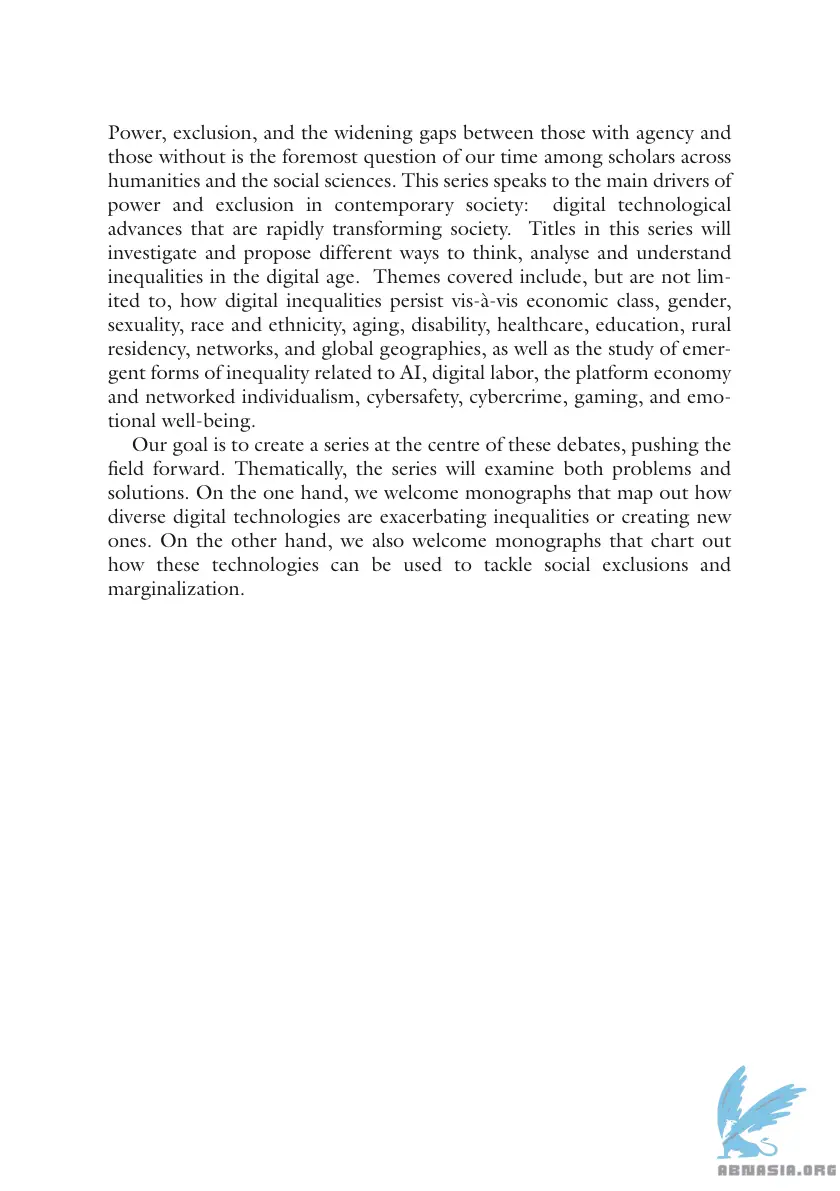 Power, exclusion, and the widening gaps between those with agency and
those without is the foremost question of our time among scholars across
humanities and the social sciences. This series speaks to the main drivers of
power and exclusion in contemporary society: digital technological
advances that are rapidly transforming society. Titles in this series will
investigate and propose different ways to think, analyse and understand
inequalities in the digital age. Themes covered include, but are not lim-
ited to, how digital inequalities persist vis-à-vis economic class, gender,
sexuality, race and ethnicity, aging, disability, healthcare, education, rural
residency, networks, and global geographies, as well as the study of emer-
gent forms of inequality related to AI, digital labor, the platform economy
and networked individualism, cybersafety, cybercrime, gaming, and emo-
tional well-being.
Our goal is to create a series at the centre of these debates, pushing the
field forward. Thematically, the series will examine both problems and
solutions. On the one hand, we welcome monographs that map out how
diverse digital technologies are exacerbating inequalities or creating new
ones. On the other hand, we also welcome monographs that chart out
how these technologies can be used to tackle social exclusions and
marginalization.
ABNASIA.ORG